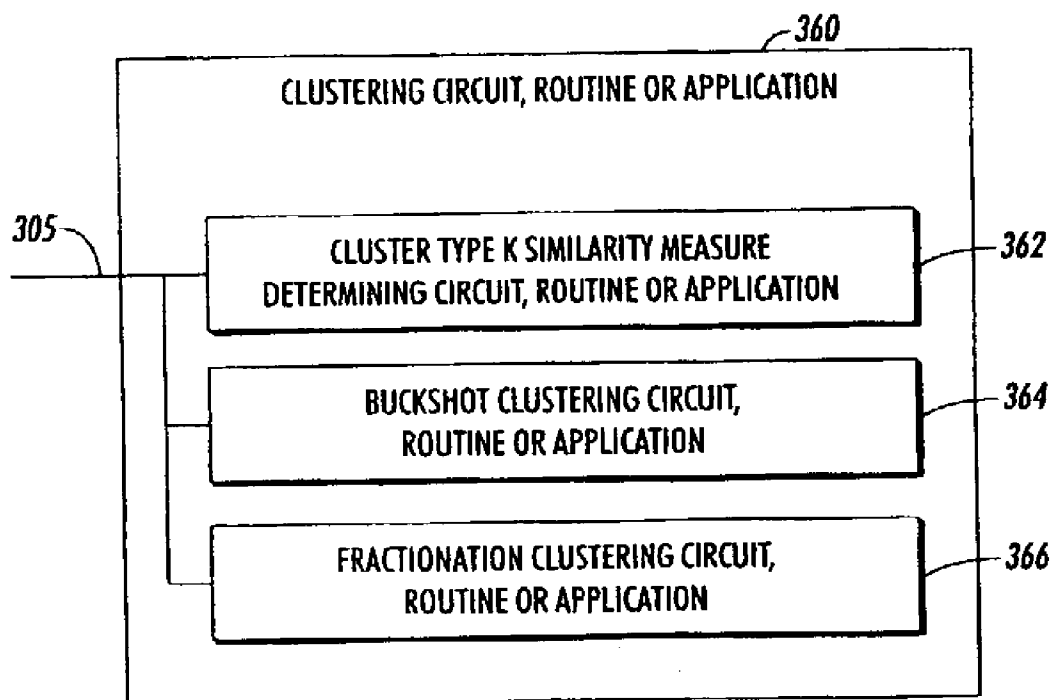 360
CLUSTERING CIRCUIT, ROUTINE OR APPLICATION
305
CLUSTER TYPE K SIMILARITY MEASURE
DETERMINING CIRCUIT, ROUTINE OR APPLICATION
362
BUCKSHOT CLUSTERING CIRCUIT,
ROUTINE OR APPLICATION
364
FRACTIONATION CLUSTERING CIRCUIT,
ROUTINE OR APPLICATION
366